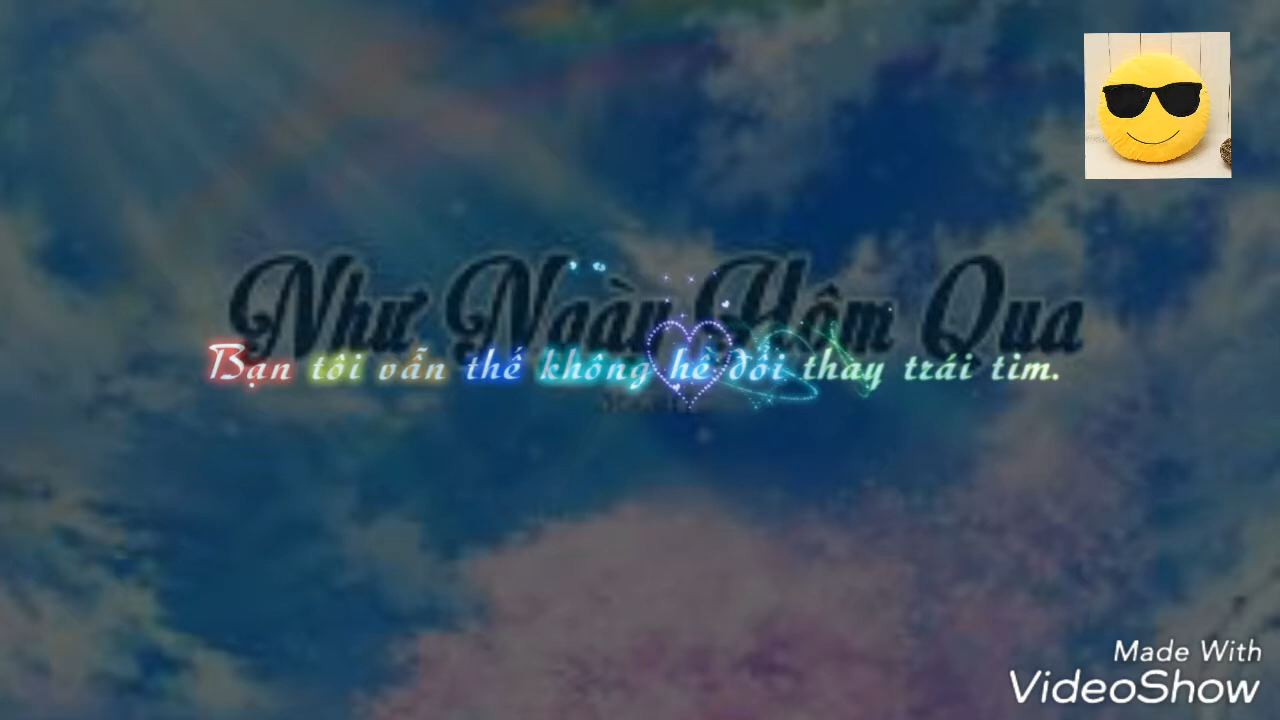 Như Ngày Hôm Qua
Bạn tôi vẫn thế không hề đổi thay trái tim.
Made With
VideoShow